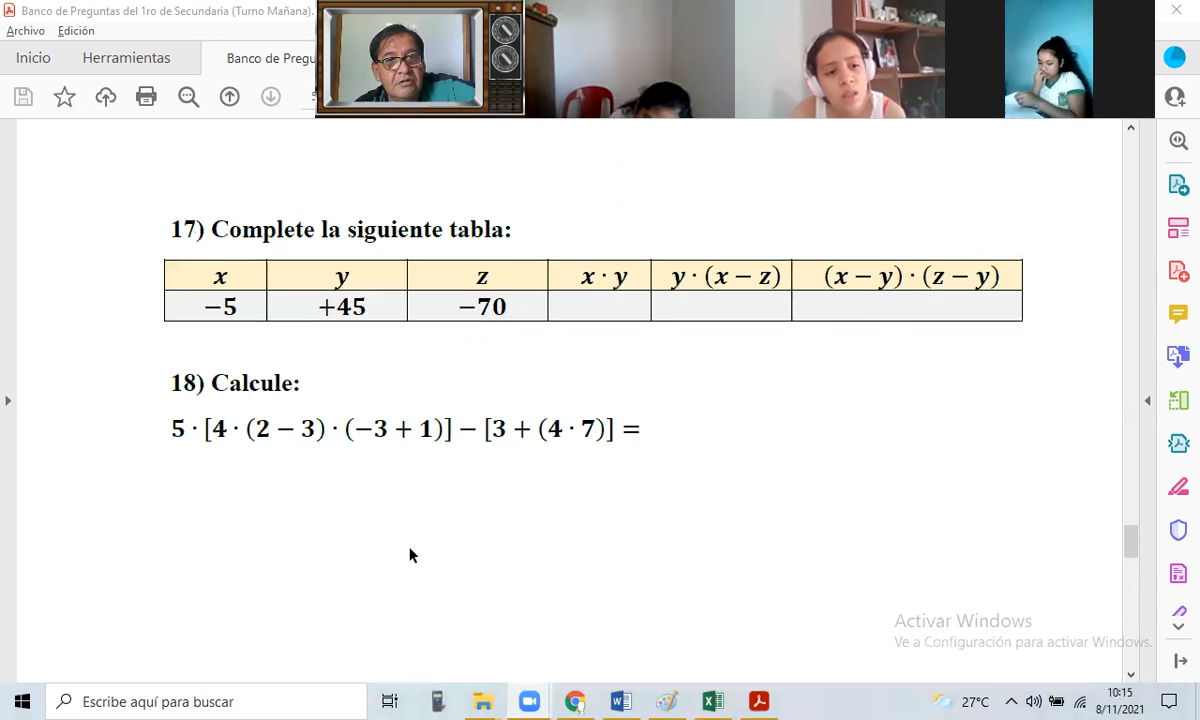 Banco de Preguntas del 1ro de Secundaria (Turno Mañana).
Archivo Edición
Inicio Herramientas Banco de Pregu
17) Complete la siguiente tabla:
x y z x · y y · (x − z) (x − y) · (z − y)
−5 +45 −70
18) Calcule:
5 · [4 · (2 − 3) · (−3 + 1)] − [3 + (4 · 7)] =
Activar Windows
Ve a Configuración para activar Windows.
Escribe aquí para buscar 27°C 10:15
8/11/2021